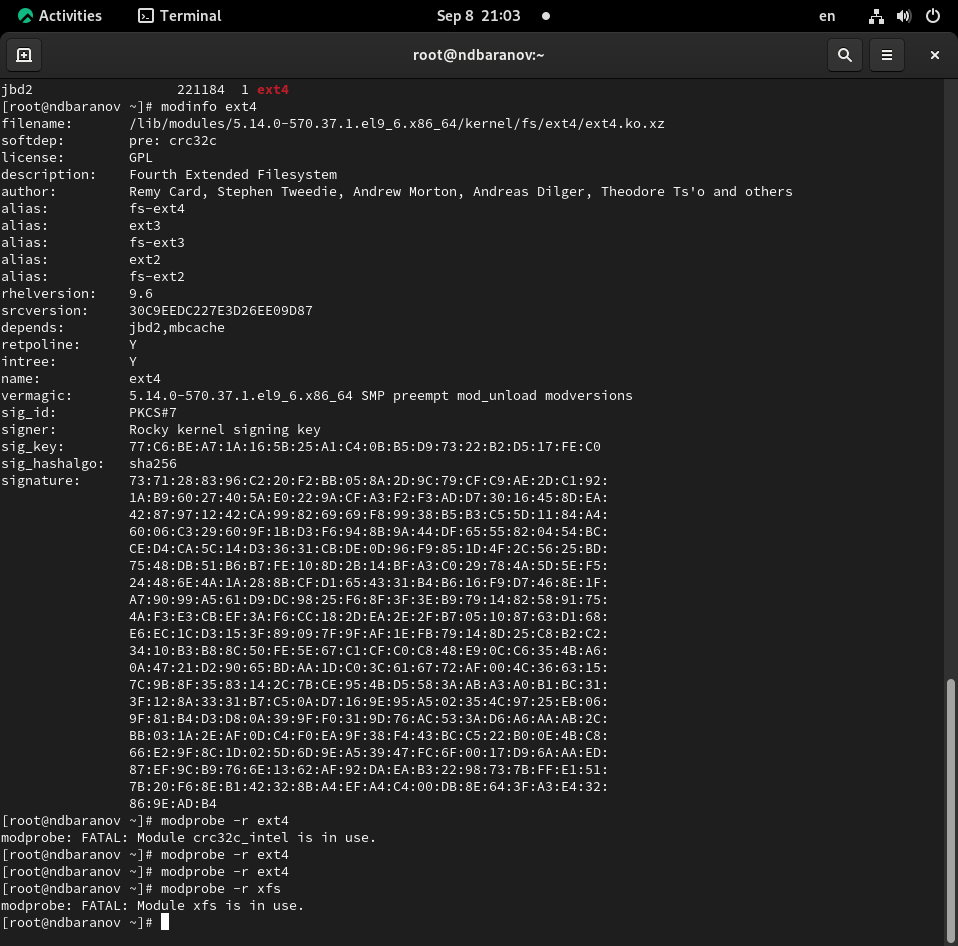 Activities Terminal Sep 8 21:03 en
root@ndbaranov:~
jbd2 221184 1 ext4
[root@ndbaranov ~]# modinfo ext4
filename: /lib/modules/5.14.0-570.37.1.el9_6.x86_64/kernel/fs/ext4/ext4.ko.xz
softdep: pre: crc32c
license: GPL
description: Fourth Extended Filesystem
author: Remy Card, Stephen Tweedie, Andrew Morton, Andreas Dilger, Theodore Ts'o and others
alias: fs-ext4
alias: ext3
alias: fs-ext3
alias: ext2
alias: fs-ext2
rhelversion: 9.6
srcversion: 30C9EEDC227E3D26EE09D87
depends: jbd2,mbcache
retpoline: Y
intree: Y
name: ext4
vermagic: 5.14.0-570.37.1.el9_6.x86_64 SMP preempt mod_unload modversions
sig_id: PKCS#7
signer: Rocky kernel signing key
sig_key: 77:C6:BE:A7:1A:16:5B:25:A1:C4:0B:B5:D9:73:22:B2:D5:17:FE:C0
sig_hashalgo: sha256
signature: 73:71:28:83:96:C2:20:F2:BB:05:8A:2D:9C:79:CF:C9:AE:2D:C1:92:
1A:B9:60:27:40:5A:E0:22:9A:CF:A3:F2:F3:AD:D7:30:16:45:8D:EA:
42:87:97:12:42:CA:99:82:69:69:F8:99:38:B5:B3:C5:5D:11:84:A4:
60:06:C3:29:60:9F:1B:D3:F6:94:8B:9A:44:DF:65:55:82:04:54:BC:
CE:D4:CA:5C:14:D3:36:31:CB:DE:0D:96:F9:85:1D:4F:2C:56:25:BD:
75:48:DB:51:B6:B7:FE:10:8D:2B:14:BF:A3:C0:29:78:4A:5D:5E:F5:
24:48:6E:4A:1A:28:8B:CF:D1:65:43:31:B4:B6:16:F9:D7:46:8E:1F:
A7:90:99:A5:61:D9:DC:98:25:F6:8F:3F:3E:B9:79:14:82:58:91:75:
4A:F3:E3:CB:EF:3A:F6:CC:18:2D:EA:2E:2F:B7:05:10:87:63:D1:68:
E6:EC:1C:D3:15:3F:89:09:7F:9F:AF:1E:FB:79:14:8D:25:C8:B2:C2:
34:10:B3:B8:8C:50:FE:5E:67:C1:CF:C0:C8:48:E9:0C:C6:35:4B:A6:
0A:47:21:D2:90:65:BD:AA:1D:C0:3C:61:67:72:AF:00:4C:36:63:15:
7C:9B:8F:35:83:14:2C:7B:CE:95:4B:D5:58:3A:AB:A3:A0:B1:BC:31:
3F:12:8A:33:31:B7:C5:0A:D7:16:9E:95:A5:02:35:4C:97:25:EB:06:
9F:81:B4:D3:D8:0A:39:9F:F0:31:9D:76:AC:53:3A:D6:A6:AA:AB:2C:
BB:03:1A:2E:AF:0D:C4:F0:EA:9F:38:F4:43:BC:C5:22:B0:0E:4B:C8:
66:E2:9F:8C:1D:02:5D:6D:9E:A5:39:47:FC:6F:00:17:D9:6A:AA:ED:
87:EF:9C:B9:76:6E:13:62:AF:92:DA:EA:B3:22:98:73:7B:FF:E1:51:
7B:20:F6:8E:B1:42:32:8B:A4:EF:A4:C4:00:DB:8E:64:3F:A3:E4:32:
86:9E:AD:B4
[root@ndbaranov ~]# modprobe -r ext4
modprobe: FATAL: Module crc32c_intel is in use.
[root@ndbaranov ~]# modprobe -r ext4
[root@ndbaranov ~]# modprobe -r ext4
[root@ndbaranov ~]# modprobe -r xfs
modprobe: FATAL: Module xfs is in use.
[root@ndbaranov ~]#